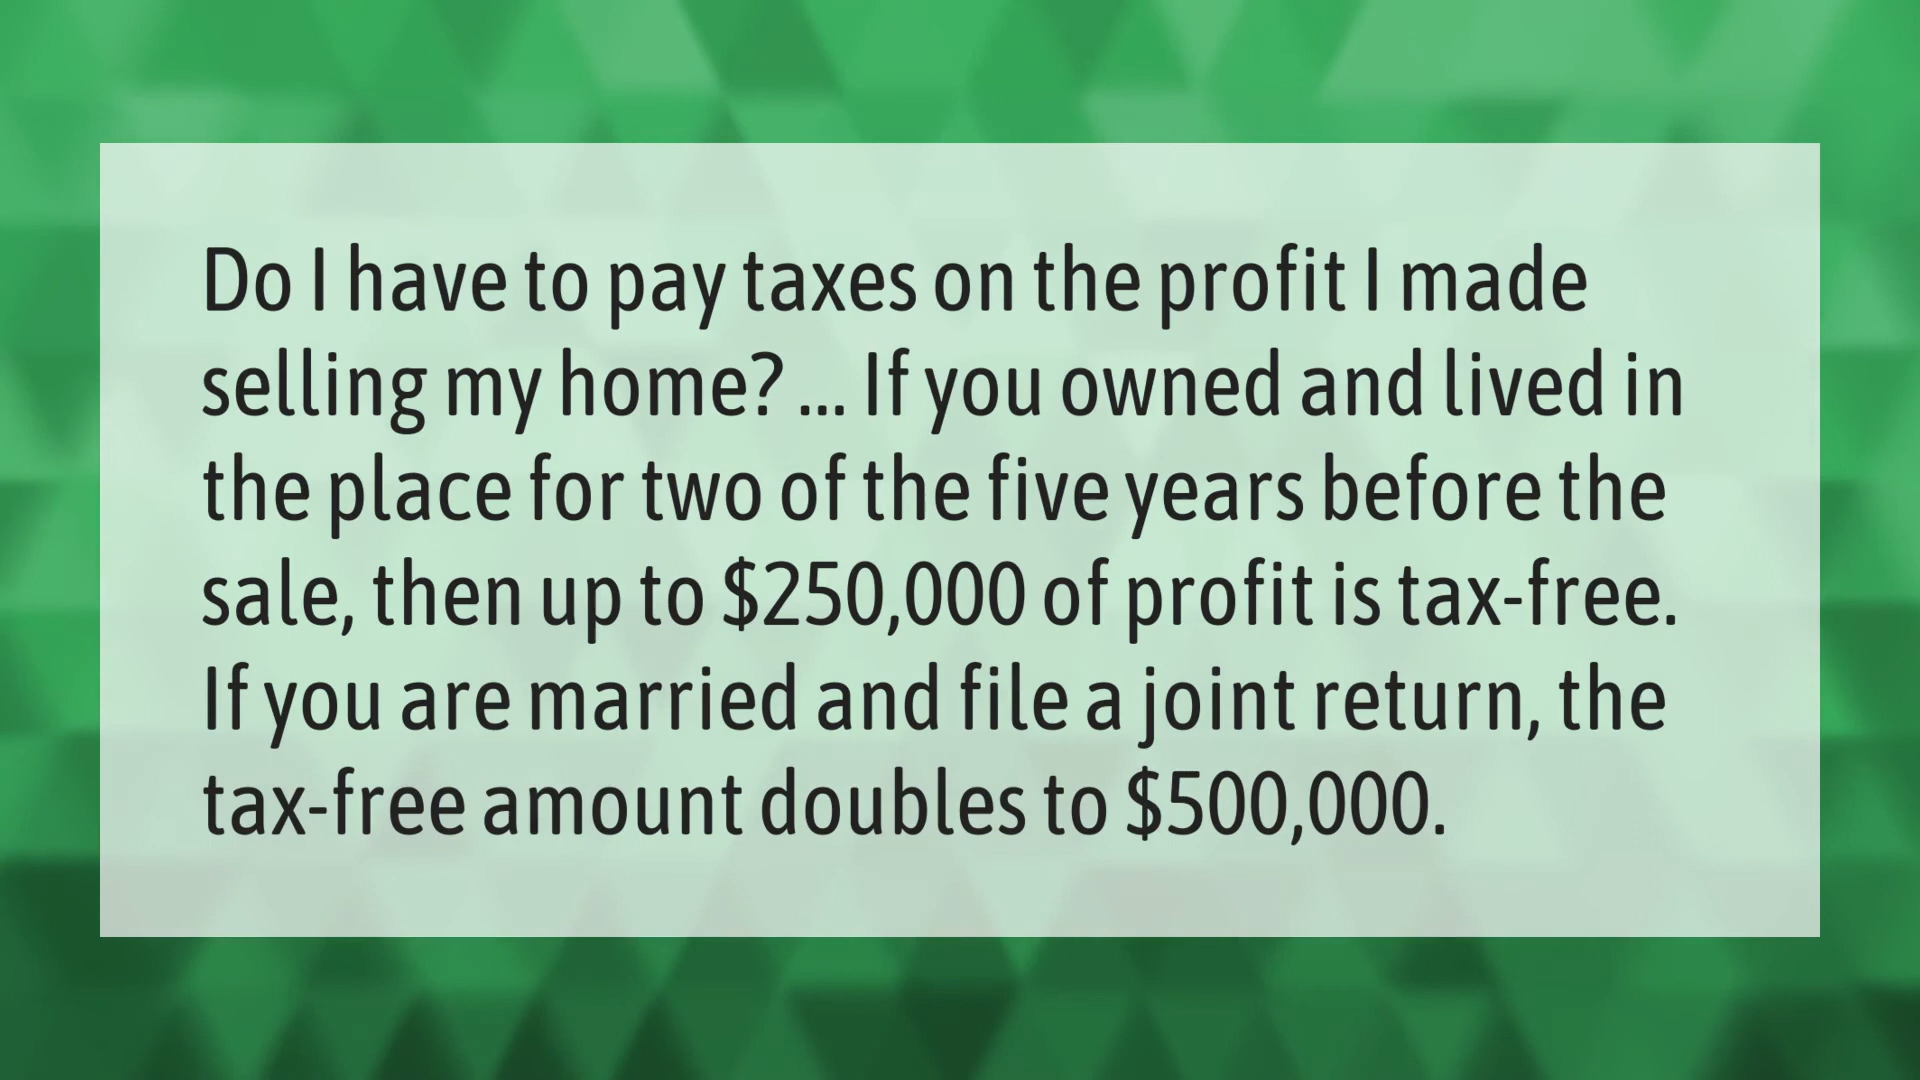 Do I have to pay taxes on the profit I made
selling my home? ... If you owned and lived in
the place for two of the five years before the
sale, then up to $250,000 of profit is tax-free.
If you are married and file a joint return, the
tax-free amount doubles to $500,000.